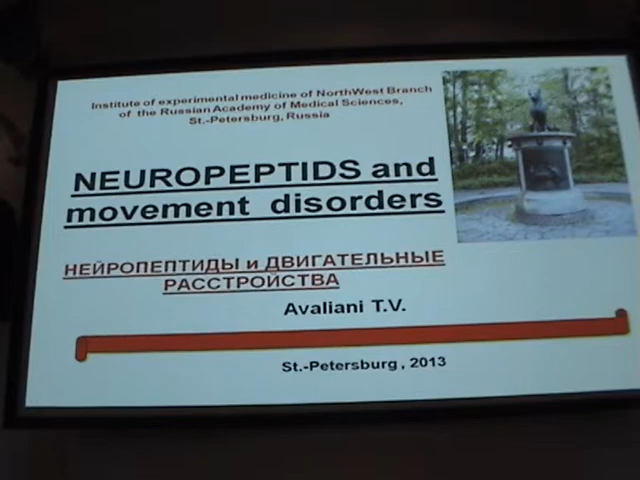 Institute of experimental medicine of NorthWest Branch
of the Russian Academy of Medical Sciences,
St.-Petersburg, Russia
NEUROPEPTIDS and
movement disorders
НЕЙРОПЕПТИДЫ и ДВИГАТЕЛЬНЫЕ
РАССТРОЙСТВА
Avaliani T.V.
St.-Petersburg, 2013